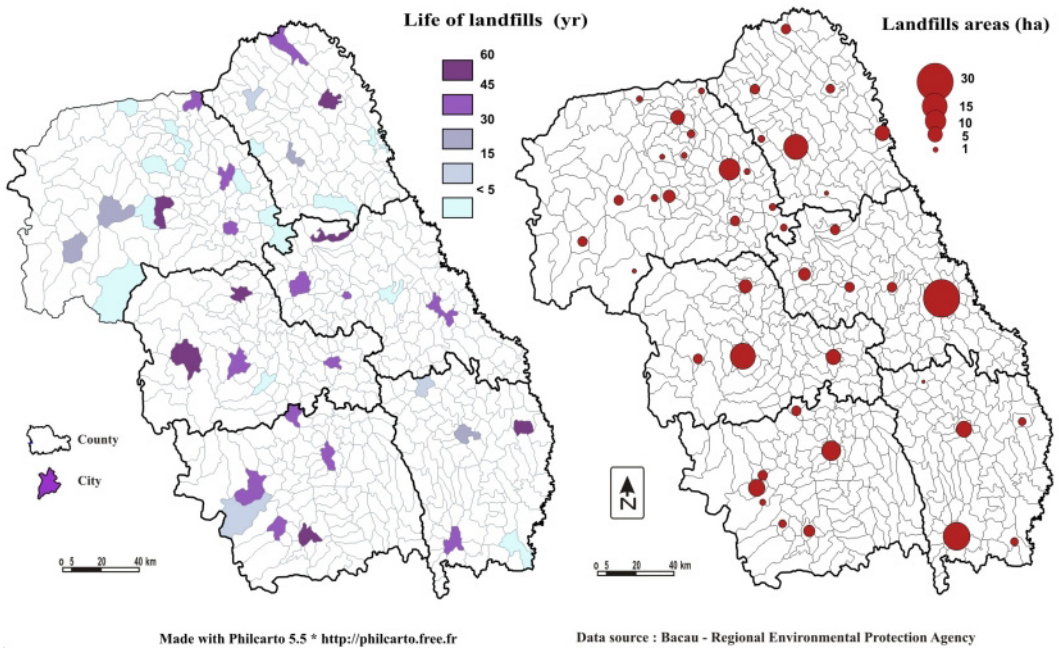 Life of landfills (yr)
60
45
30
15
< 5
County
City
o 5 20 40 km
Landfills areas (ha)
30
15
10
5
1
N
o 5 20 40 km
Made with Philcarto 5.5 * http://philcarto.free.fr
Data source : Bacau - Regional Environmental Protection Agency